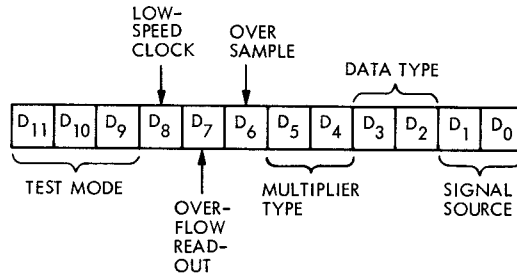 LOW-
SPEED
CLOCK
OVER
SAMPLE
DATA TYPE
D11 D10 D9 D8 D7 D6 D5 D4 D3 D2 D1 D0
TEST MODE
OVER-
FLOW
READ-
OUT
MULTIPLIER
TYPE
SIGNAL
SOURCE